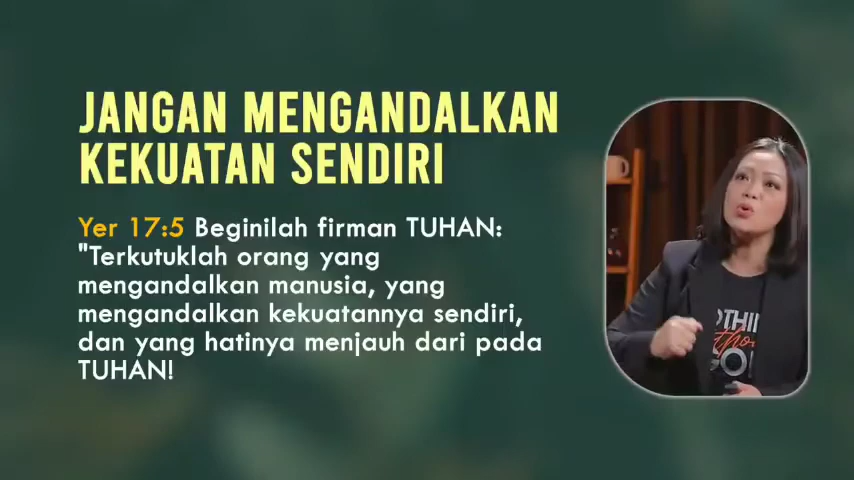 JANGAN MENGANDALKAN
KEKUATAN SENDIRI
Yer 17:5 Beginilah firman TUHAN:
"Terkutuklah orang yang
mengandalkan manusia, yang
mengandalkan kekuatannya sendiri,
dan yang hatinya menjauh dari pada
TUHAN!